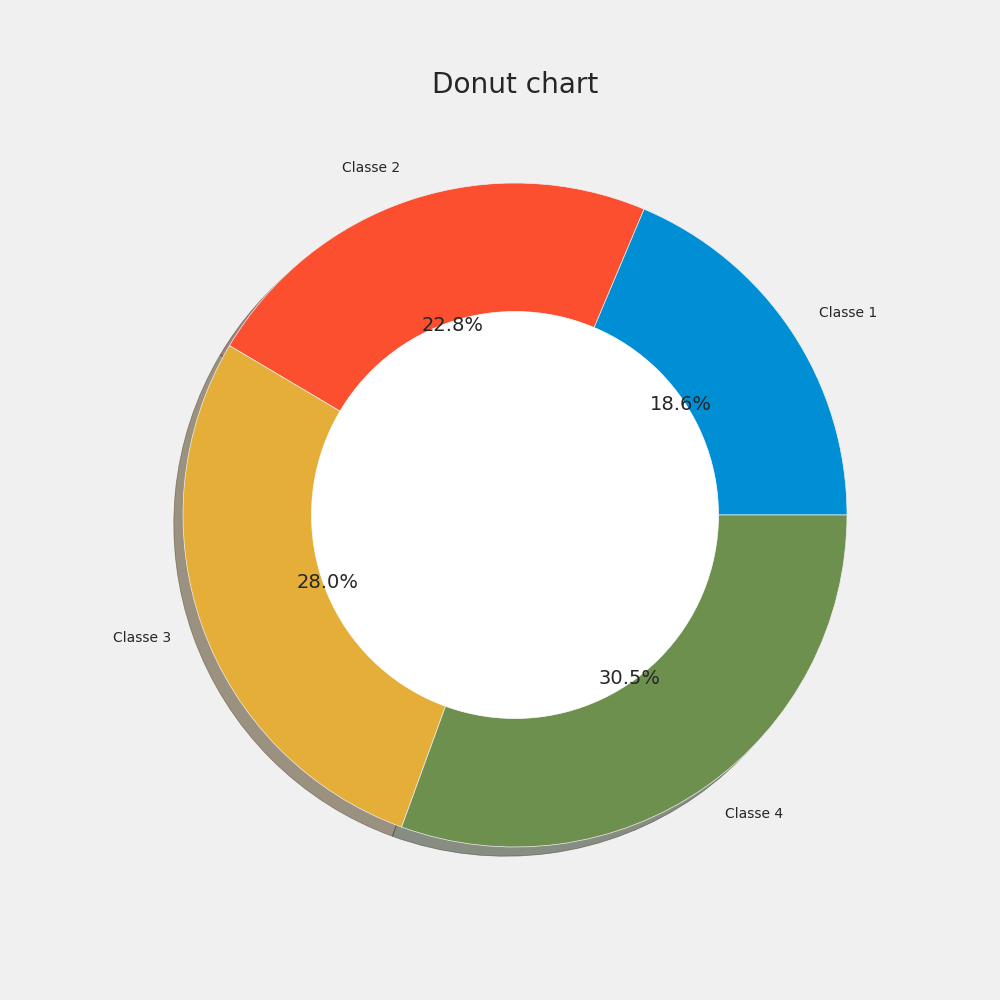 Donut chart
Classe 2
Classe 1
22.8%
18.6%
28.0%
Classe 3
30.5%
Classe 4